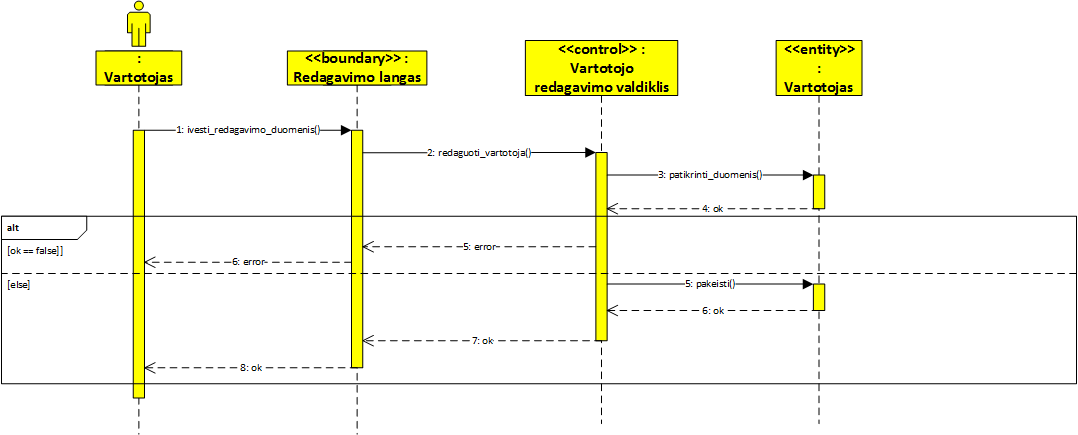 :
Vartotojas
<<boundary>> :
Redagavimo langas
<<control>> :
Vartotojo
redagavimo valdiklis
<<entity>>
:
Vartotojas
1: ivesti_redagavimo_duomenis()
2: redaguoti_vartotoja()
3: patikrinti_duomenis()
4: ok
alt
[ok == false]]
5: error
6: error
[else]
5: pakeisti()
6: ok
7: ok
8: ok